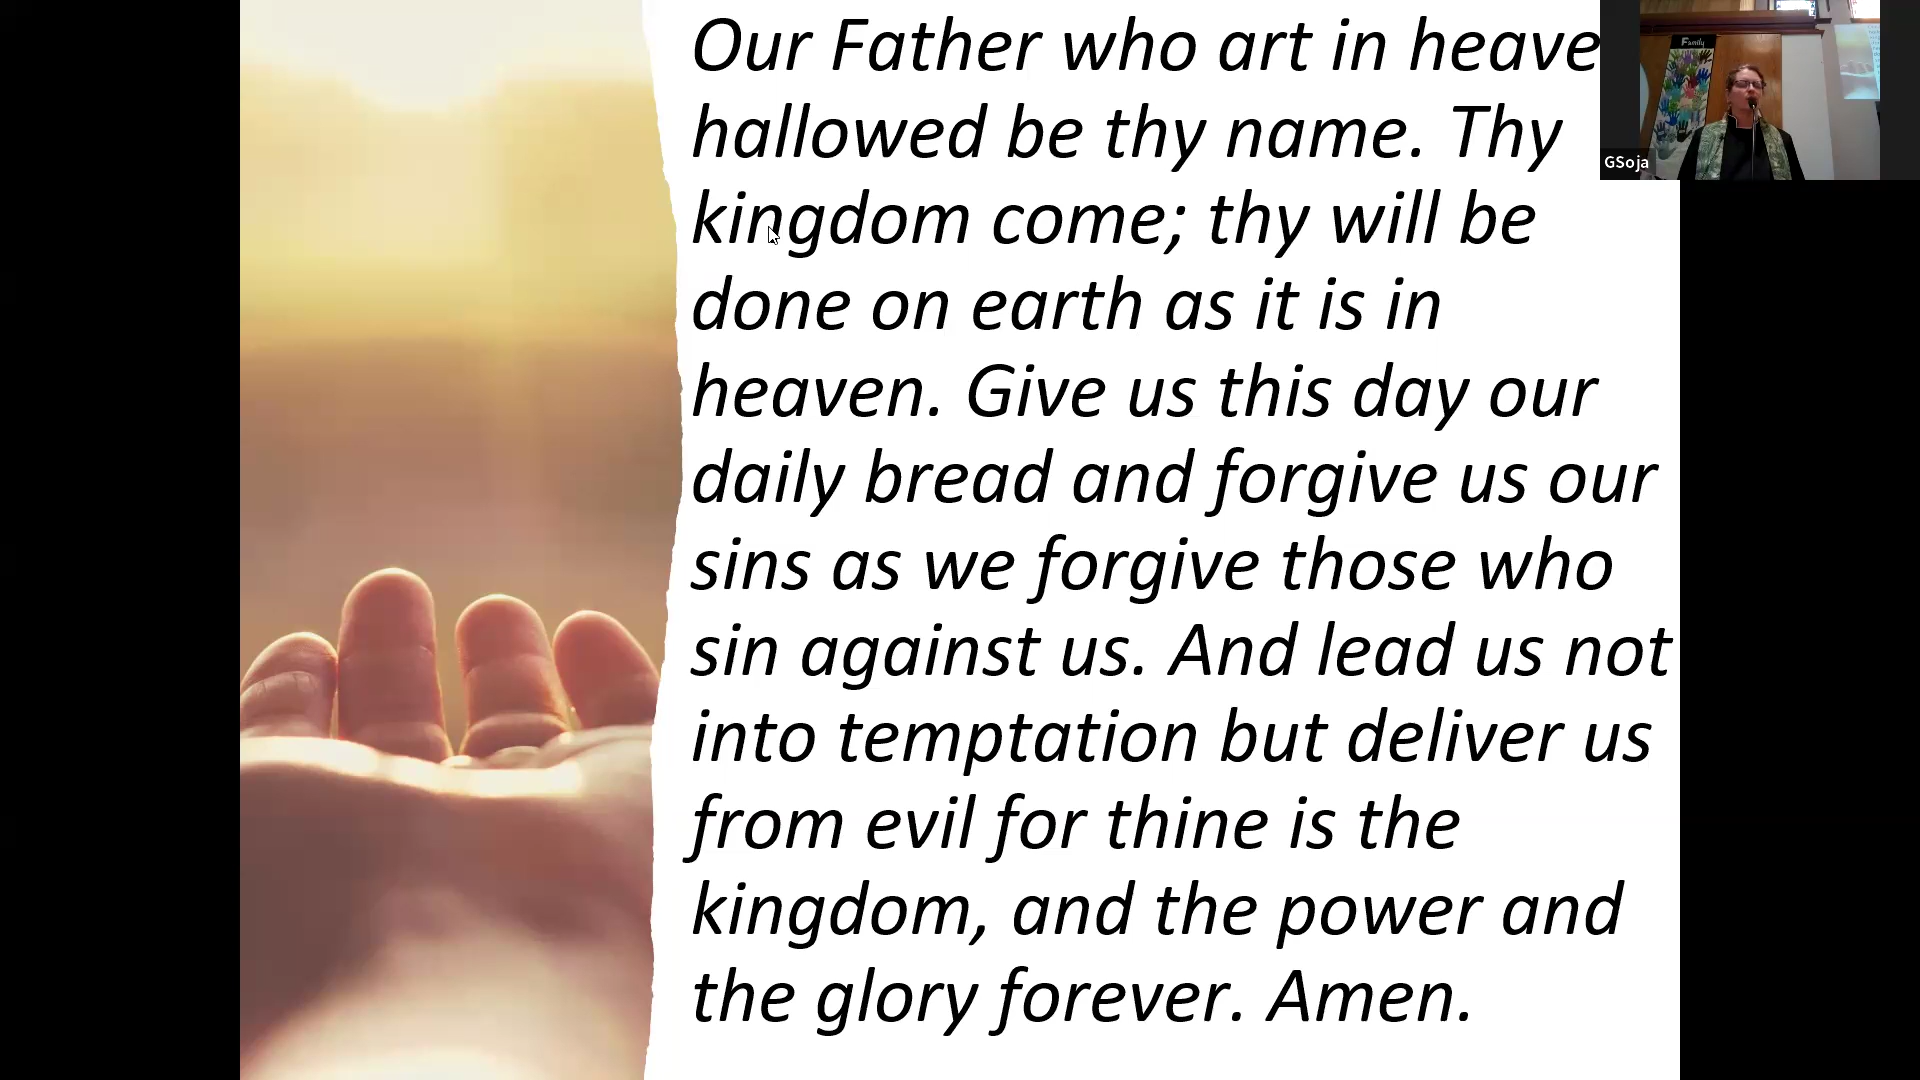 Our Father who art in heave
hallowed be thy name. Thy
kingdom come; thy will be
done on earth as it is in
heaven. Give us this day our
daily bread and forgive us our
sins as we forgive those who
sin against us. And lead us not
into temptation but deliver us
from evil for thine is the
kingdom, and the power and
the glory forever. Amen.
Family
GSoja